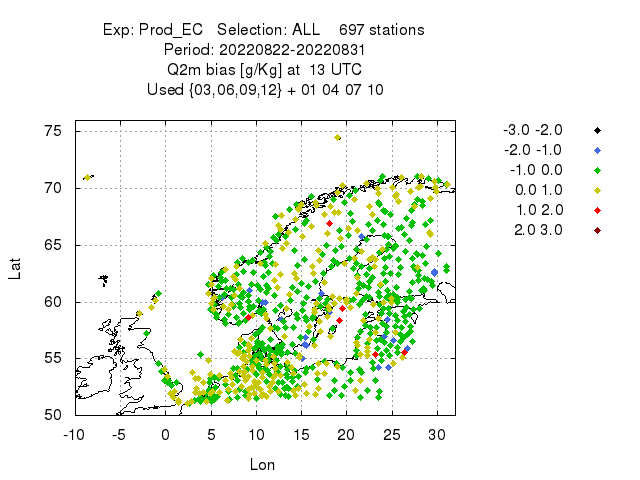 Exp: Prod_EC   Selection: ALL    697 stations
Period: 20220822-20220831
Q2m bias [g/Kg] at  13 UTC
Used {03,06,09,12} + 01 04 07 10
-3.0 -2.0
-2.0 -1.0
-1.0 0.0
0.0 1.0
1.0 2.0
2.0 3.0
75
70
65
60
55
50
Lat
-10 -5 0 5 10 15 20 25 30
Lon